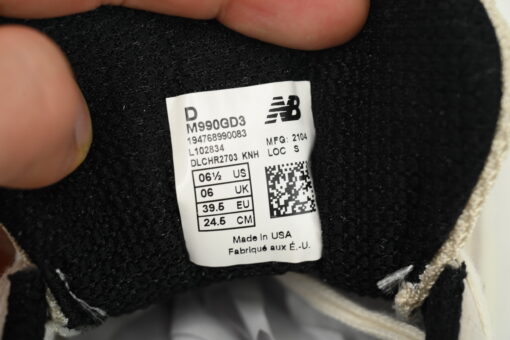 D
M990GD3
194768990083
L102834
DLCHR2703 KNH
NB
MFG: 2104
LOC S
06½ US
06 UK
39.5 EU
24.5 CM
Made in USA
Fabriqué aux É.-U.